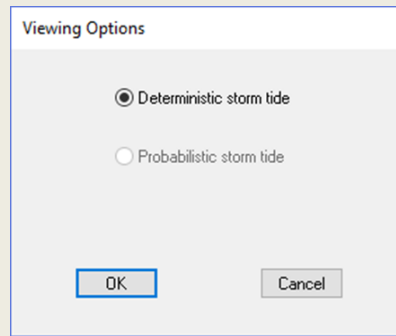 Viewing Options
Deterministic storm tide
Probabilistic storm tide
OK
Cancel